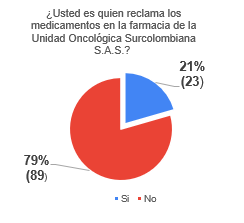 ¿Usted es quien reclama los
medicamentos en la farmacia de la
Unidad Oncológica Surcolombiana
S.A.S.?
21%
(23)
79%
(89)
Si No